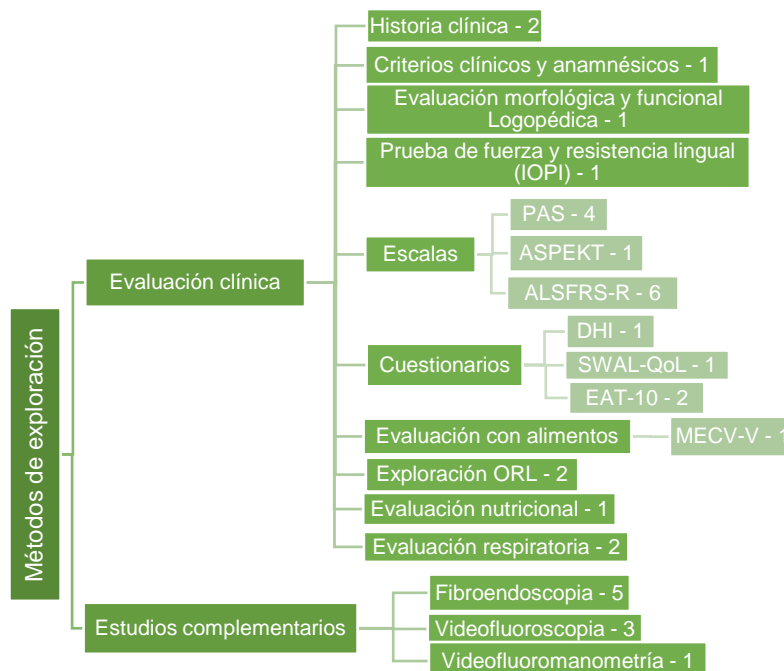 Métodos de exploración
Evaluación clínica
Historia clínica - 2
Criterios clínicos y anamnésicos - 1
Evaluación morfológica y funcional
Logopédica - 1
Prueba de fuerza y resistencia lingual
(IOPI) - 1
Escalas
PAS - 4
ASPEKT - 1
ALSFRS-R - 6
Cuestionarios
DHI - 1
SWAL-QoL - 1
EAT-10 - 2
Evaluación con alimentos
MECV-V - 1
Exploración ORL - 2
Evaluación nutricional - 1
Evaluación respiratoria - 2
Estudios complementarios
Fibroendoscopia - 5
Videofluoroscopia - 3
Videofluoromanometría - 1